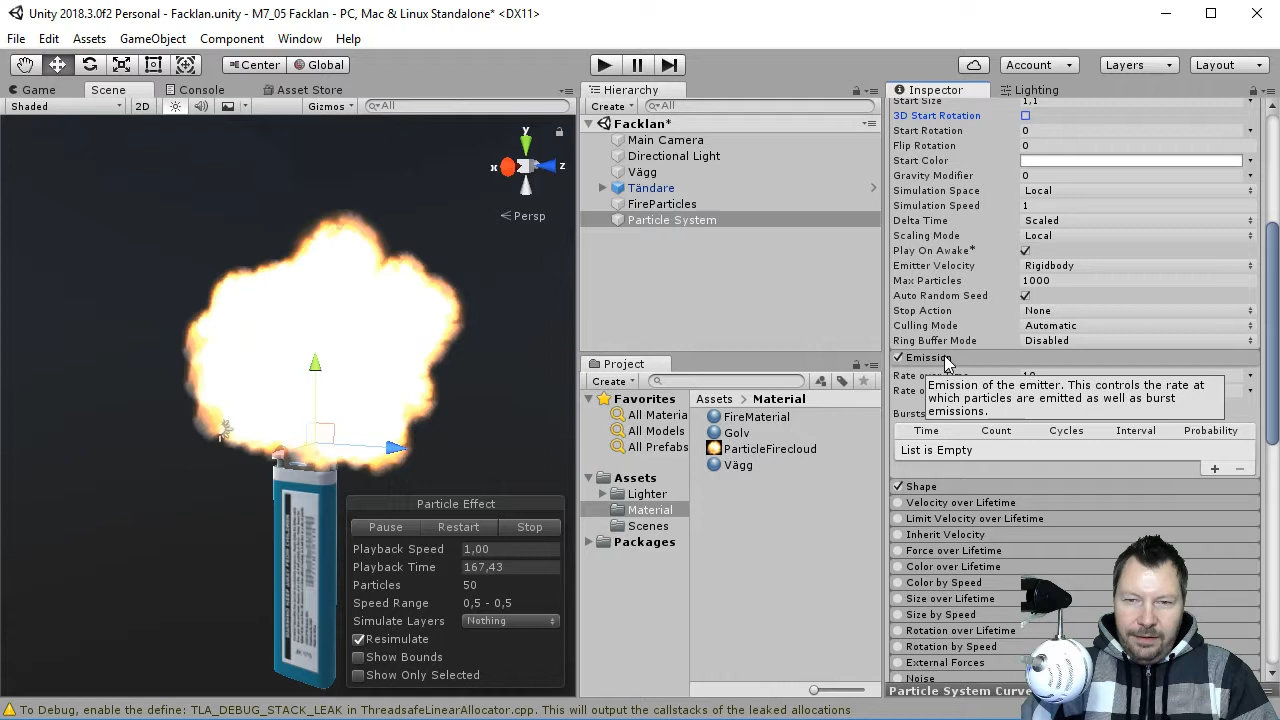 Unity 2018.3.0f2 Personal - Facklan.unity - M7_05 Facklan - PC, Mac & Linux Standalone* <DX11>
File Edit Assets GameObject Component Window Help
Center Global Account Layers Layout
Game Scene Console Asset Store
Shaded 2D Gizmos All
y
x z
Persp
Particle Effect
Pause Restart Stop
Playback Speed 1,00
Playback Time 167,43
Particles 50
Speed Range 0,5 - 0,5
Simulate Layers Nothing
Resimulate
Show Bounds
Show Only Selected
Hierarchy
Create All
Facklan*
Main Camera
Directional Light
Vägg
Tändare
FireParticles
Particle System
Project
Create
Favorites
All Materia
All Models
All Prefabs
Assets
Lighter
Material
Scenes
Packages
Assets Material
FireMaterial
Golv
ParticleFirecloud
Vägg
Inspector Lighting
Start Size 1,1
3D Start Rotation
Start Rotation 0
Flip Rotation 0
Start Color
Gravity Modifier 0
Simulation Space Local
Simulation Speed 1
Delta Time Scaled
Scaling Mode Local
Play On Awake*
Emitter Velocity Rigidbody
Max Particles 1000
Auto Random Seed
Stop Action None
Culling Mode Automatic
Ring Buffer Mode Disabled
Emission
Emission of the emitter. This controls the rate at
which particles are emitted as well as burst
emissions.
Bursts
Time Count Cycles Interval Probability
List is Empty
Shape
Velocity over Lifetime
Limit Velocity over Lifetime
Inherit Velocity
Force over Lifetime
Color over Lifetime
Color by Speed
Size over Lifetime
Size by Speed
Rotation over Lifetime
Rotation by Speed
External Forces
Noise
Particle System Curve
To Debug, enable the define: TLA_DEBUG_STACK_LEAK in ThreadsafeLinearAllocator.cpp. This will output the callstacks of the leaked allocations